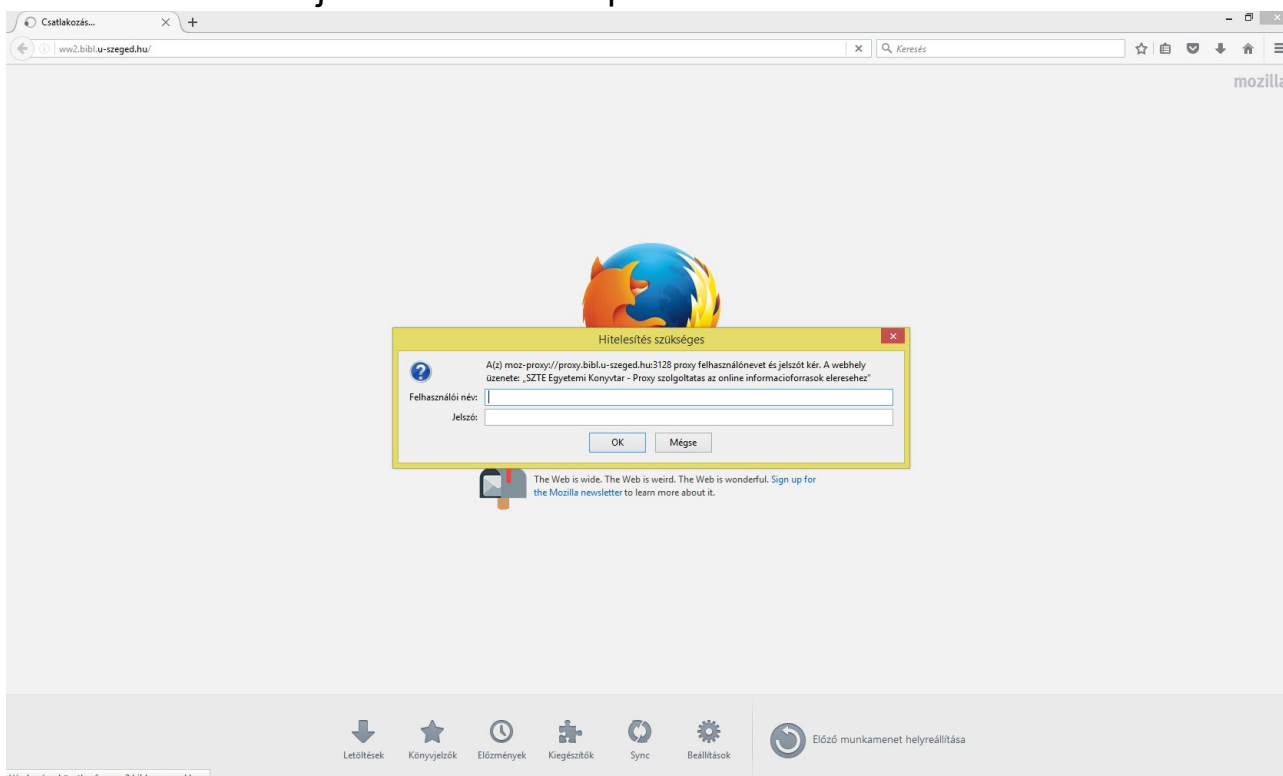 Csatlakozás...
ww2.bibl.u-szeged.hu/
Keresés
mozilla
Hitelesítés szükséges
A(z) moz-proxy://proxy.bibl.u-szeged.hu:3128 proxy felhasználónevet és jelszót kér. A webhely
üzenete: „SZTE Egyetemi Konyvtar - Proxy szolgoltatas az online informacioforrasok eleresehez"
Felhasználói név:
Jelszó:
OK Mégse
The Web is wide. The Web is weird. The Web is wonderful. Sign up for
the Mozilla newsletter to learn more about it.
Letöltések Könyvjelzők Előzmények Kiegészítők Sync Beállítások Előző munkamenet helyreállítása